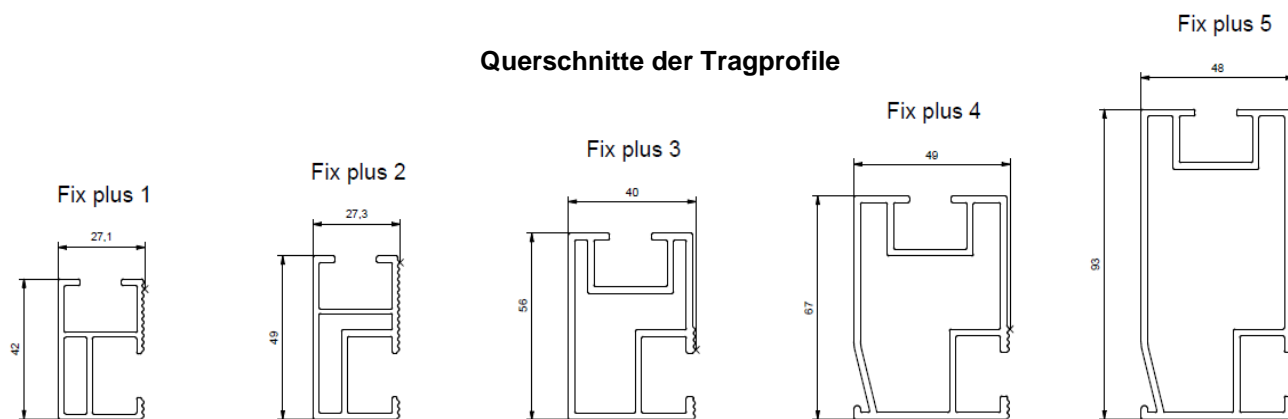 Querschnitte der Tragprofile
Fix plus 1
27,1
42
Fix plus 2
27,3
49
Fix plus 3
40
56
Fix plus 4
49
67
Fix plus 5
48
93